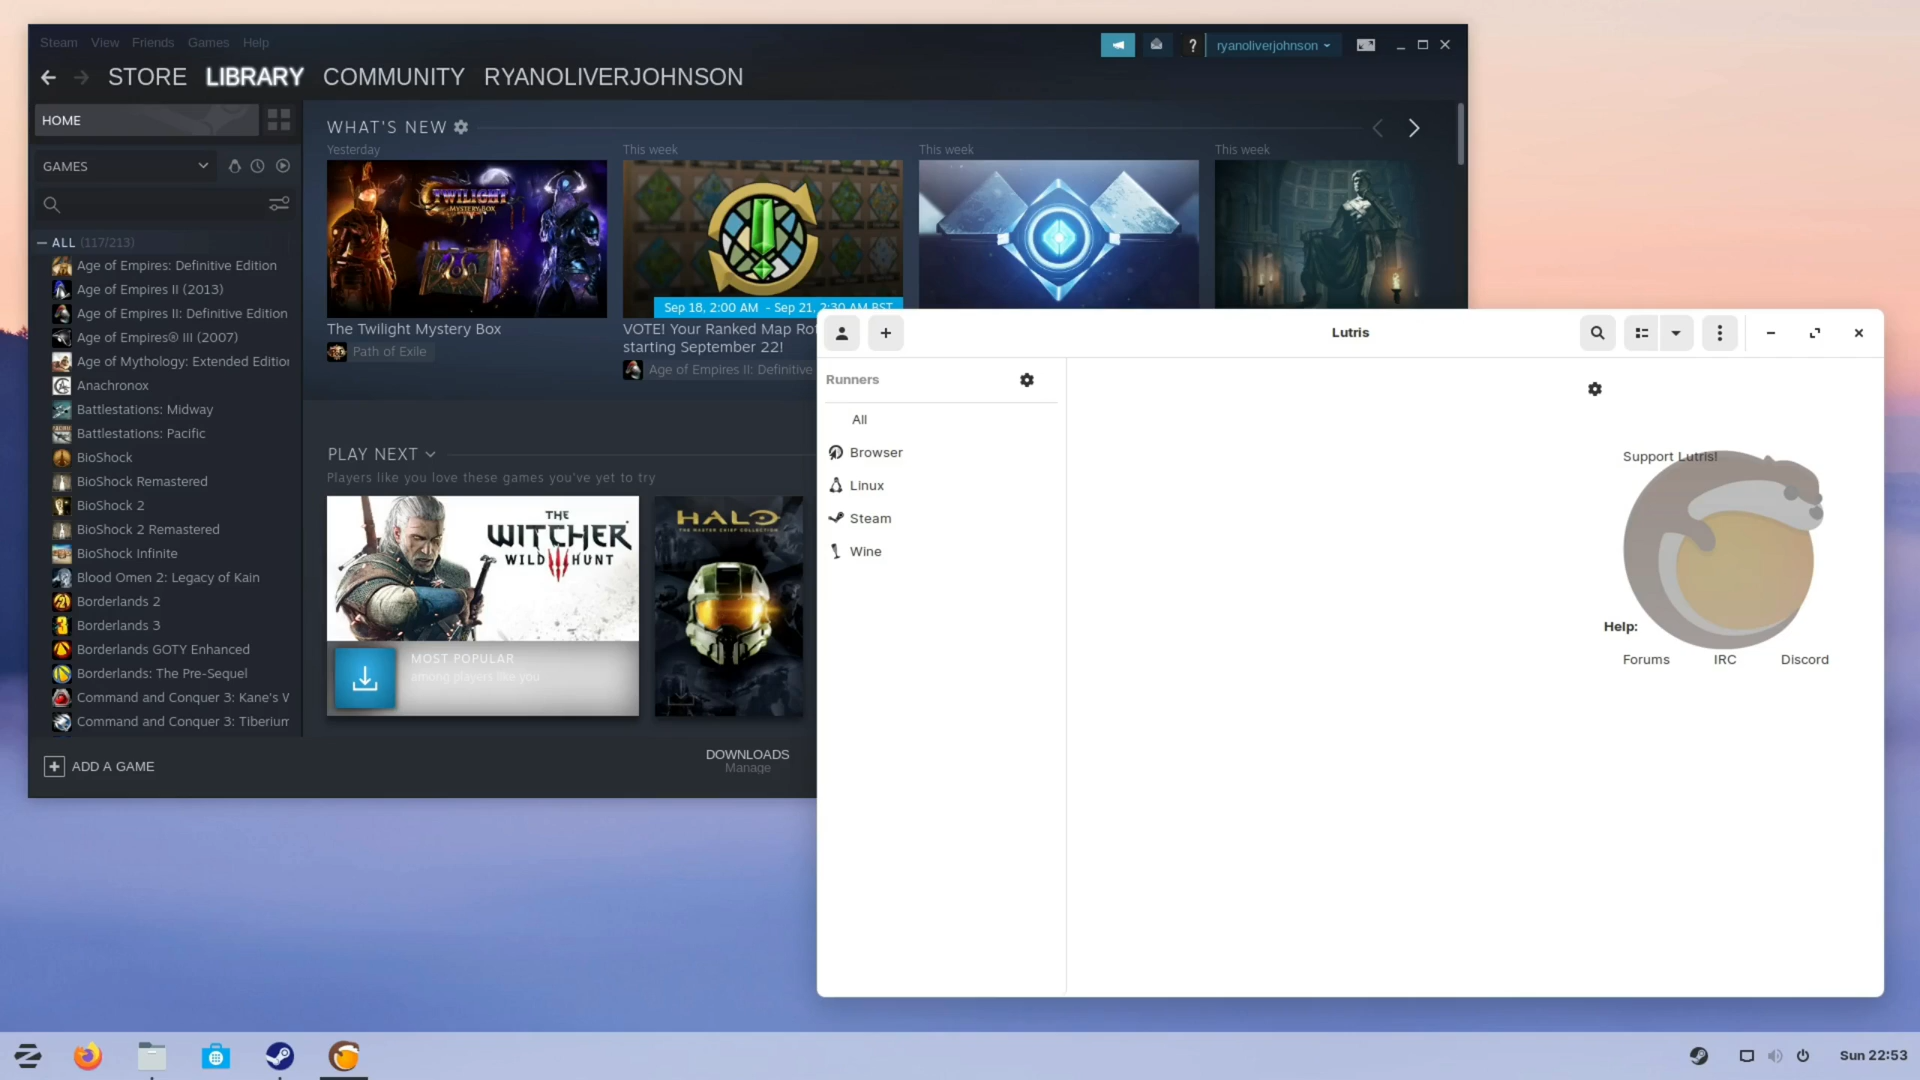 Steam View Friends Games Help
ryanoliverjohnson
STORE LIBRARY COMMUNITY RYANOLIVERJOHNSON
HOME
GAMES
ALL (117/213)
Age of Empires: Definitive Edition
Age of Empires II (2013)
Age of Empires II: Definitive Edition
Age of Empires® III (2007)
Age of Mythology: Extended Edition
Anachronox
Battlestations: Midway
Battlestations: Pacific
BioShock
BioShock Remastered
BioShock 2
BioShock 2 Remastered
BioShock Infinite
Blood Omen 2: Legacy of Kain
Borderlands 2
Borderlands 3
Borderlands GOTY Enhanced
Borderlands: The Pre-Sequel
Command and Conquer 3: Kane's W
Command and Conquer 3: Tiberium
ADD A GAME
WHAT'S NEW
Yesterday
This week
This week
This week
TWILIGHT
MYSTERY BOX
Sep 18, 2:00 AM - Sep 21, 2:30 AM BST
The Twilight Mystery Box
Path of Exile
VOTE! Your Ranked Map Rot
starting September 22!
Age of Empires II: Definitive
PLAY NEXT
Players like you love these games you've yet to try
THE
WITCHER
WILD HUNT
MOST POPULAR
among players like you
HALO
THE MASTER CHIEF COLLECTION
DOWNLOADS
Manage
Lutris
Runners
All
Browser
Linux
Steam
Wine
Support Lutris!
Help:
Forums IRC Discord
Sun 22:53